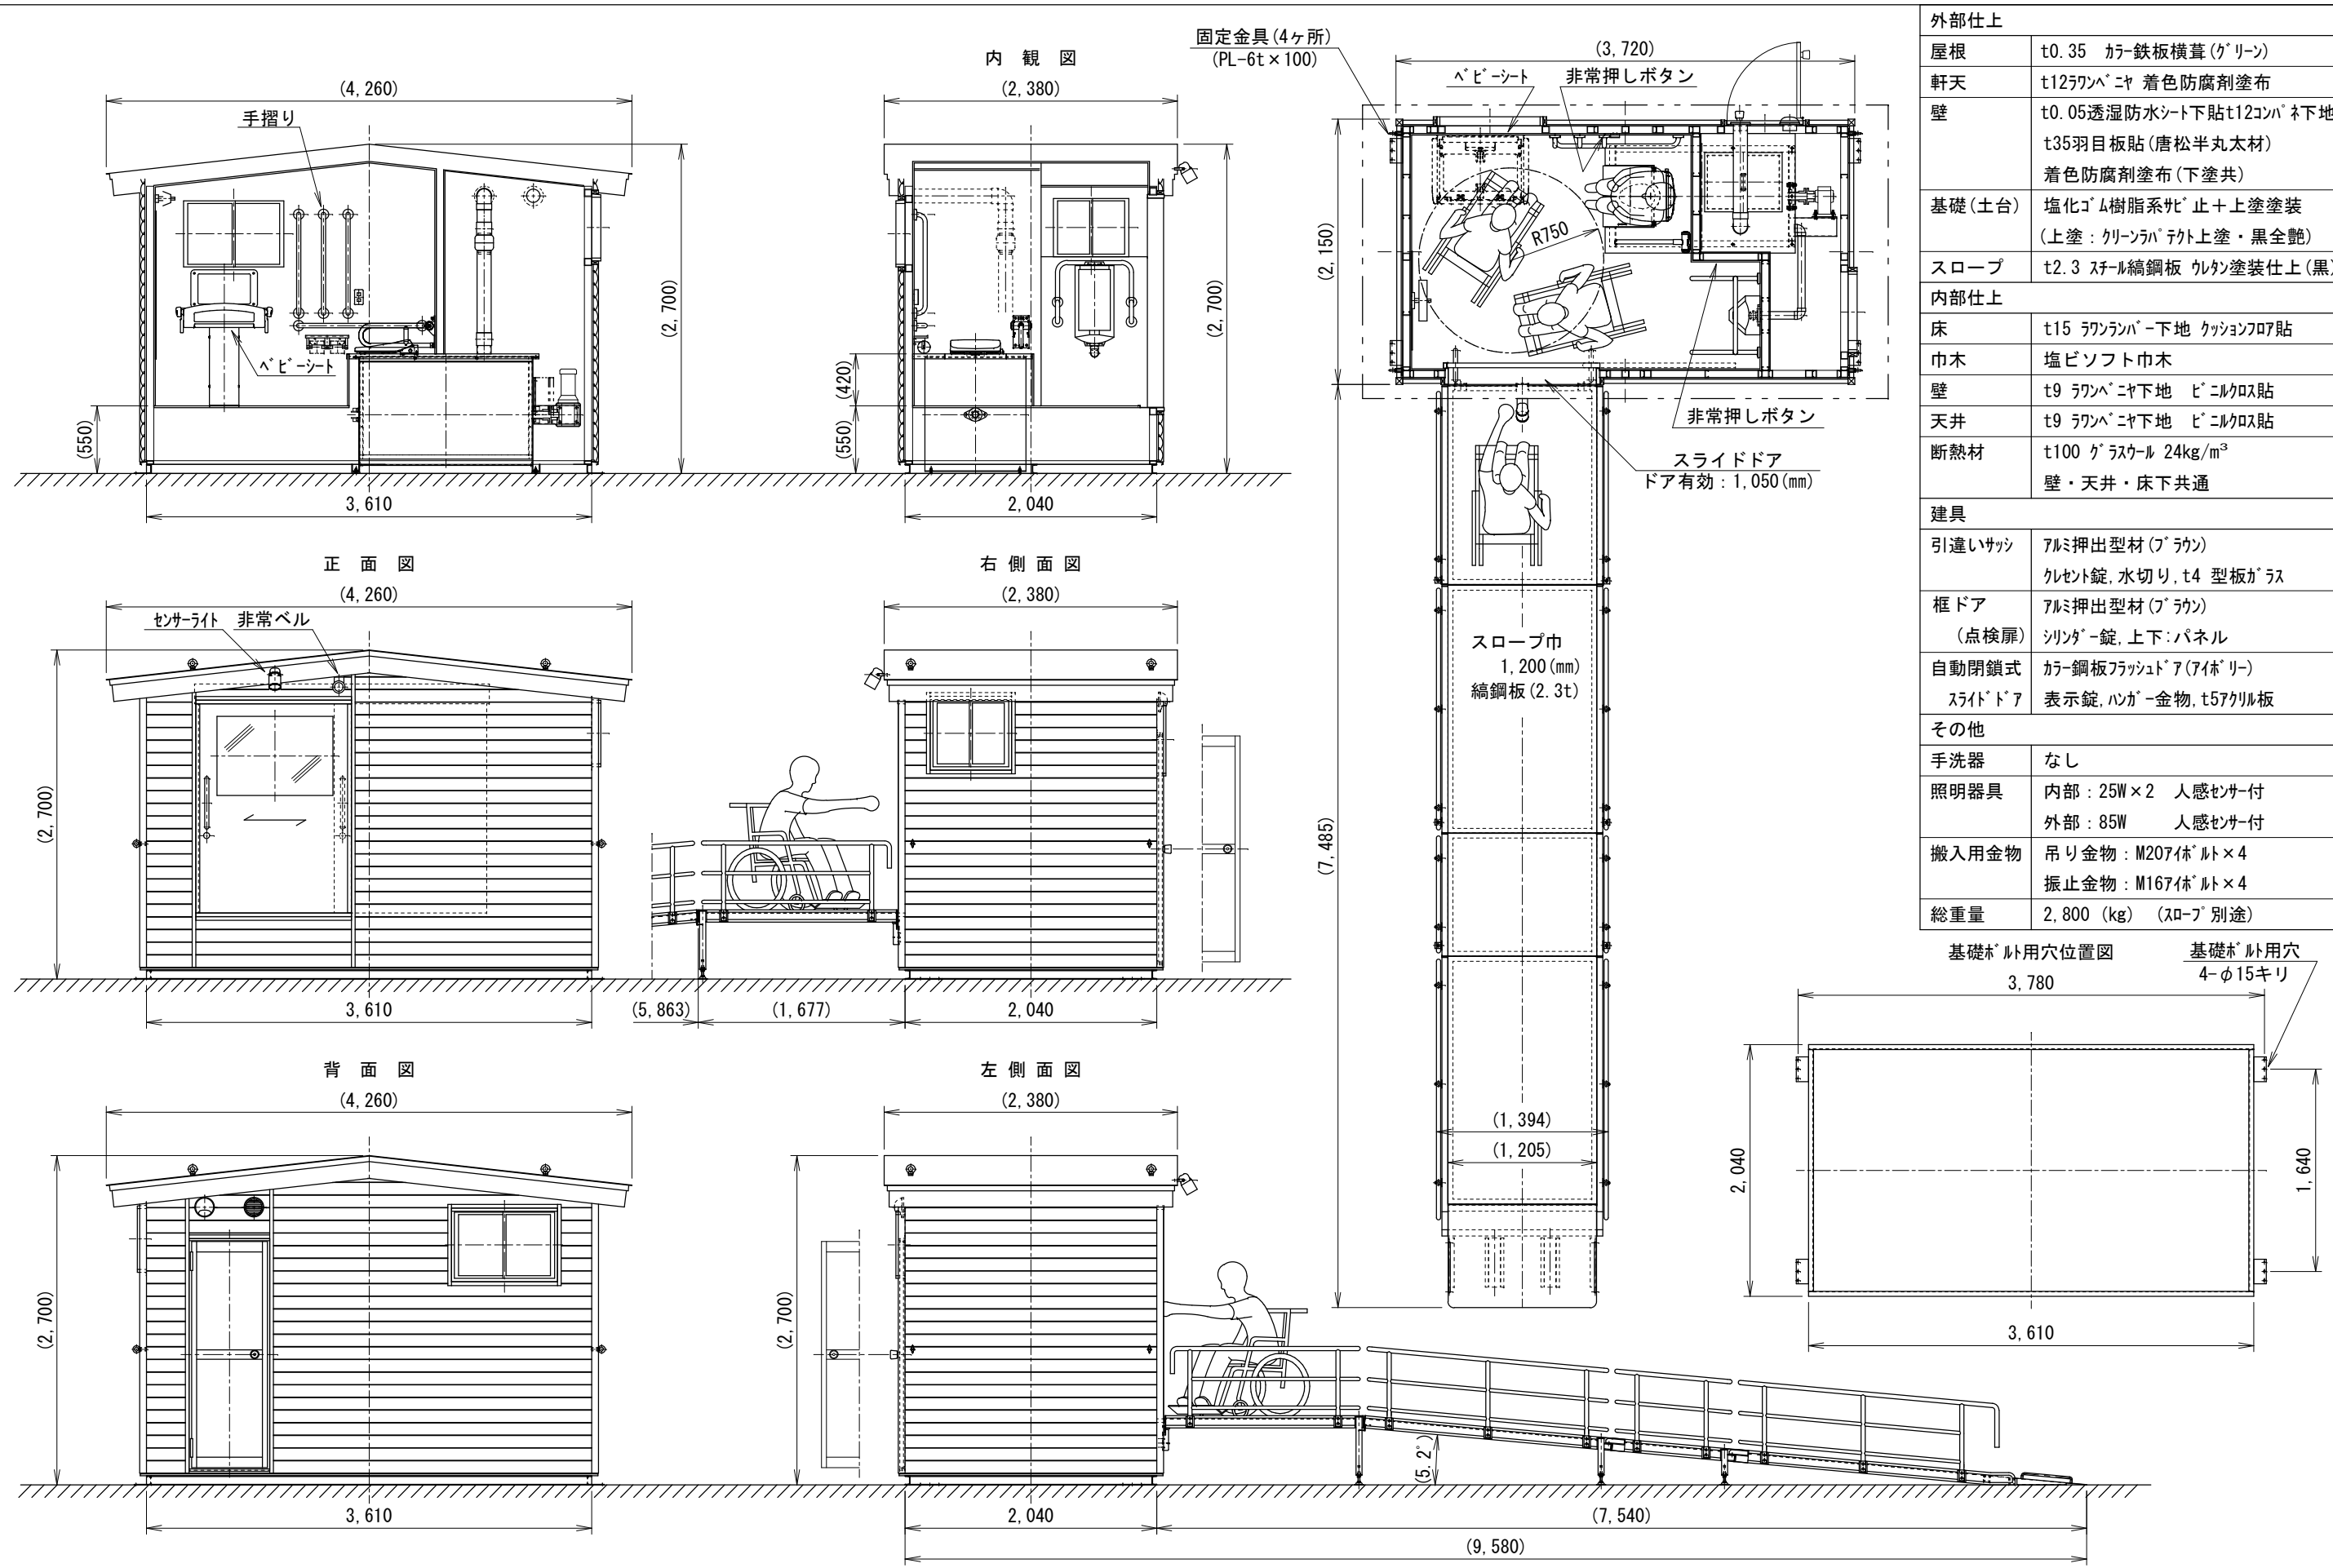 内観図
(4,260)
手摺り
ベビーシート
(550)
(2,700)
3,610
(2,380)
(420)
(550)
(2,700)
2,040
固定金具(4ヶ所)
(PL-6t×100)
(3,720)
ベビーシート
非常押しボタン
R750
(2,150)
非常押しボタン
スライドドア
ドア有効：1,050(mm)
スロープ巾
1,200(mm)
縞鋼板(2.3t)
(7,485)
(1,394)
(1,205)
正面図
(4,260)
センサーライト
非常ベル
(2,700)
3,610
右側面図
(2,380)
(5,863)
(1,677)
2,040
背面図
(4,260)
(2,700)
3,610
左側面図
(2,380)
(2,700)
(5.2°)
2,040
(7,540)
(9,580)
外部仕上
屋根 t0.35 カラー鉄板横葺(グリーン)
軒天 t12ラワンベニヤ 着色防腐剤塗布
壁 t0.05透湿防水シート下貼t12コンパネ下地
t35羽目板貼(唐松半丸太材)
着色防腐剤塗布(下塗共)
基礎(土台) 塩化ゴム樹脂系サビ止＋上塗塗装
(上塗：クリーンラバテクト上塗・黒全艶)
スロープ t2.3 スチール縞鋼板 ウレタン塗装仕上(黒)
内部仕上
床 t15 ラワンランバー下地 クッションフロア貼
巾木 塩ビソフト巾木
壁 t9 ラワンベニヤ下地 ビニルクロス貼
天井 t9 ラワンベニヤ下地 ビニルクロス貼
断熱材 t100 グラスウール 24kg/m³
壁・天井・床下共通
建具
引違いサッシ アルミ押出型材(ブラウン)
クレセント錠,水切り,t4 型板ガラス
框ドア アルミ押出型材(ブラウン)
(点検扉) シリンダー錠,上下:パネル
自動閉鎖式 カラー鋼板フラッシュドア(アイボリー)
スライドドア 表示錠,ハンガー金物,t5アクリル板
その他
手洗器 なし
照明器具 内部：25W×2 人感センサー付
外部：85W 人感センサー付
搬入用金物 吊り金物：M20アイボルト×4
振止金物：M16アイボルト×4
総重量 2,800 (kg) (スロープ別途)
基礎ボルト用穴位置図
基礎ボルト用穴
4-φ15キリ
3,780
2,040
1,640
3,610